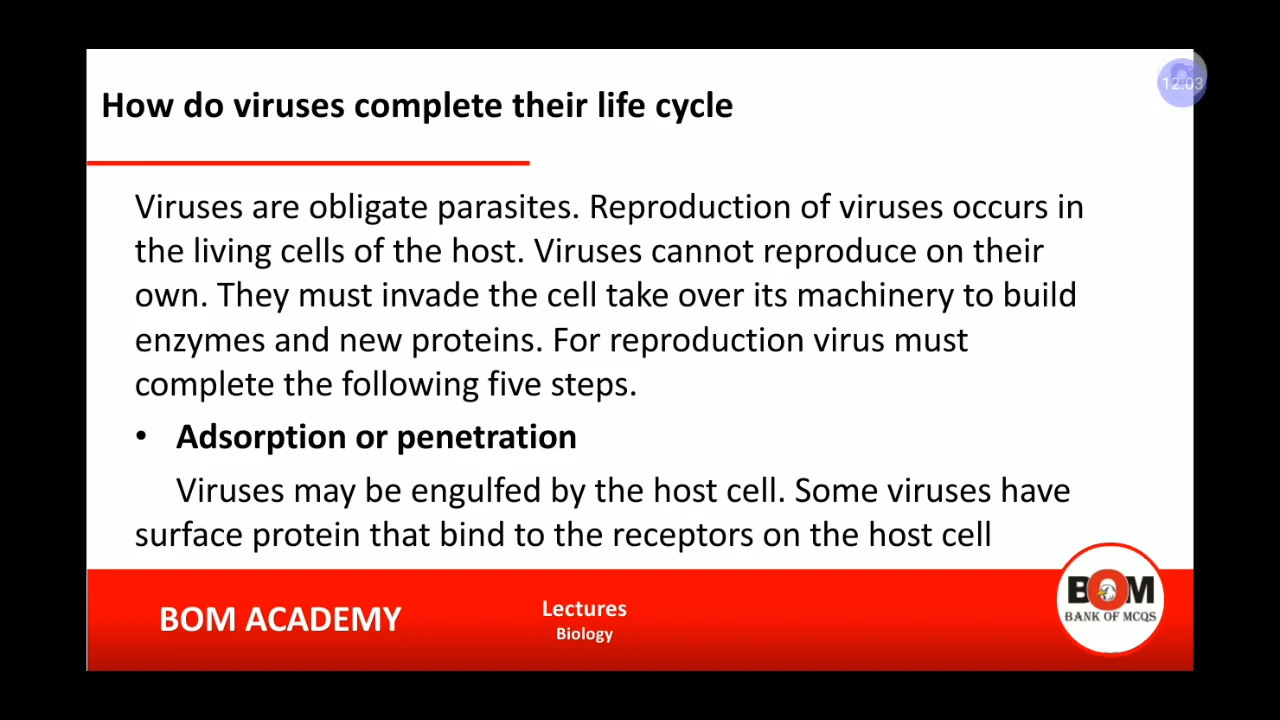 How do viruses complete their life cycle
12:03
Viruses are obligate parasites. Reproduction of viruses occurs in
the living cells of the host. Viruses cannot reproduce on their
own. They must invade the cell take over its machinery to build
enzymes and new proteins. For reproduction virus must
complete the following five steps.
• Adsorption or penetration
Viruses may be engulfed by the host cell. Some viruses have
surface protein that bind to the receptors on the host cell
BOM ACADEMY
Lectures
Biology
BOM
BANK OF MCQS